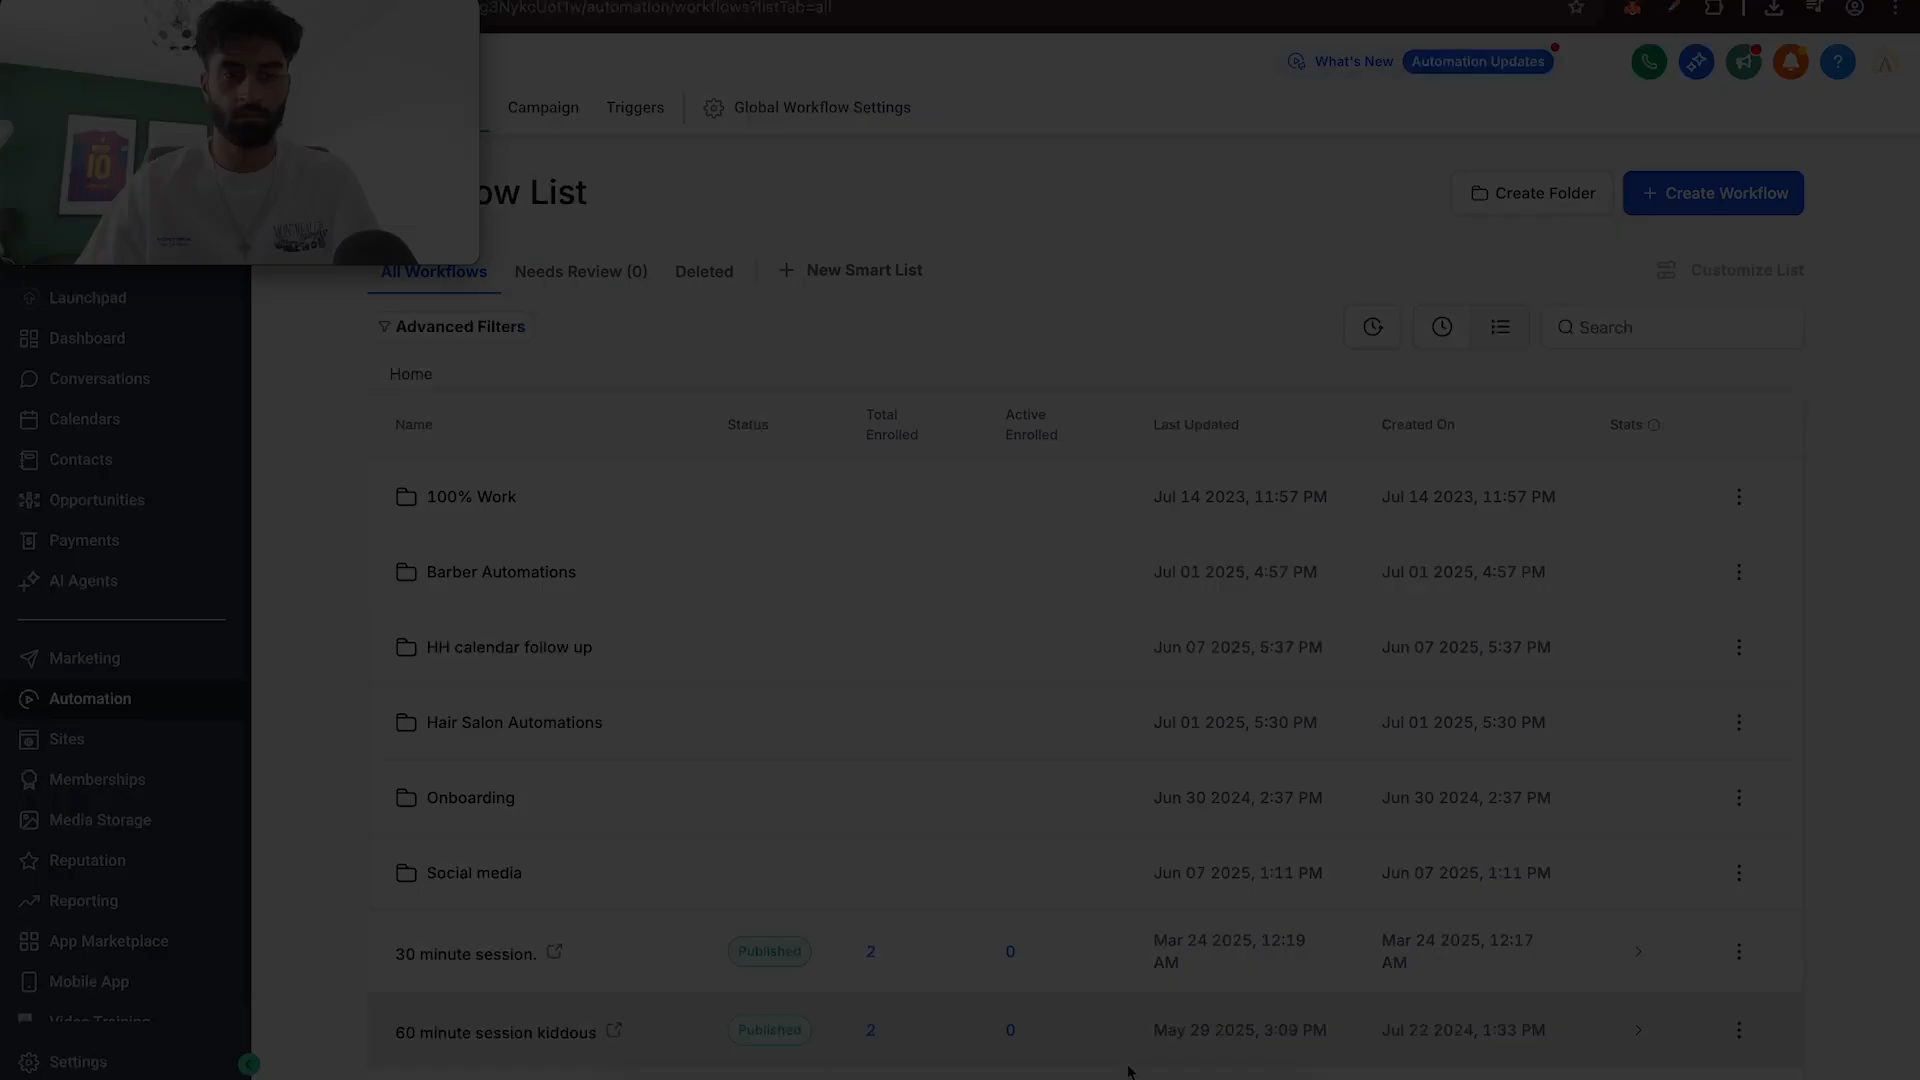 g3NykcUot1w/automation/workflows?listTab=all
What's New
Automation Updates
Campaign
Triggers
Global Workflow Settings
ow List
Create Folder
+ Create Workflow
All Workflows
Needs Review (0)
Deleted
+ New Smart List
Customize List
Advanced Filters
Search
Home
Name
Status
Total Enrolled
Active Enrolled
Last Updated
Created On
Stats
100% Work
Jul 14 2023, 11:57 PM
Jul 14 2023, 11:57 PM
Barber Automations
Jul 01 2025, 4:57 PM
Jul 01 2025, 4:57 PM
HH calendar follow up
Jun 07 2025, 5:37 PM
Jun 07 2025, 5:37 PM
Hair Salon Automations
Jul 01 2025, 5:30 PM
Jul 01 2025, 5:30 PM
Onboarding
Jun 30 2024, 2:37 PM
Jun 30 2024, 2:37 PM
Social media
Jun 07 2025, 1:11 PM
Jun 07 2025, 1:11 PM
30 minute session.
Published
2
0
Mar 24 2025, 12:19 AM
Mar 24 2025, 12:17 AM
60 minute session kiddous
Published
2
0
May 29 2025, 3:09 PM
Jul 22 2024, 1:33 PM
Launchpad
Dashboard
Conversations
Calendars
Contacts
Opportunities
Payments
AI Agents
Marketing
Automation
Sites
Memberships
Media Storage
Reputation
Reporting
App Marketplace
Mobile App
Video Training
Settings
10